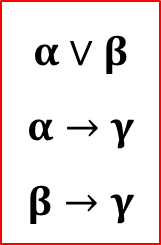 α ∨ β
α → γ
β → γ